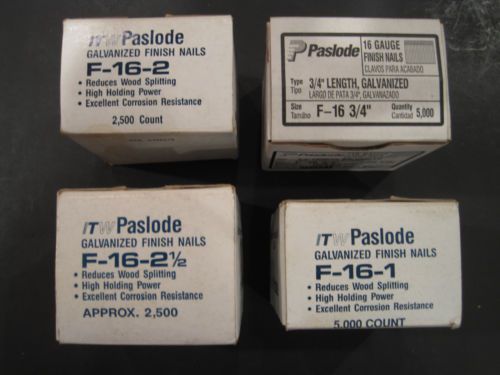 ITW Paslode
GALVANIZED FINISH NAILS
F-16-2
• Reduces Wood Splitting
• High Holding Power
• Excellent Corrosion Resistance
2,500 Count
Paslode
16 GAUGE
FINISH NAILS
CLAVOS PARA ACABADO
Type 3/4" LENGTH, GALVANIZED
Tipo LARGO DE PATA 3/4", GALVANAZADO
Size F-16 3/4" Quantity 5,000
Tamaño Cantidad
ITW Paslode
GALVANIZED FINISH NAILS
F-16-2½
• Reduces Wood Splitting
• High Holding Power
• Excellent Corrosion Resistance
APPROX. 2,500
ITW Paslode
GALVANIZED FINISH NAILS
F-16-1
• Reduces Wood Splitting
• High Holding Power
• Excellent Corrosion Resistance
5,000 COUNT